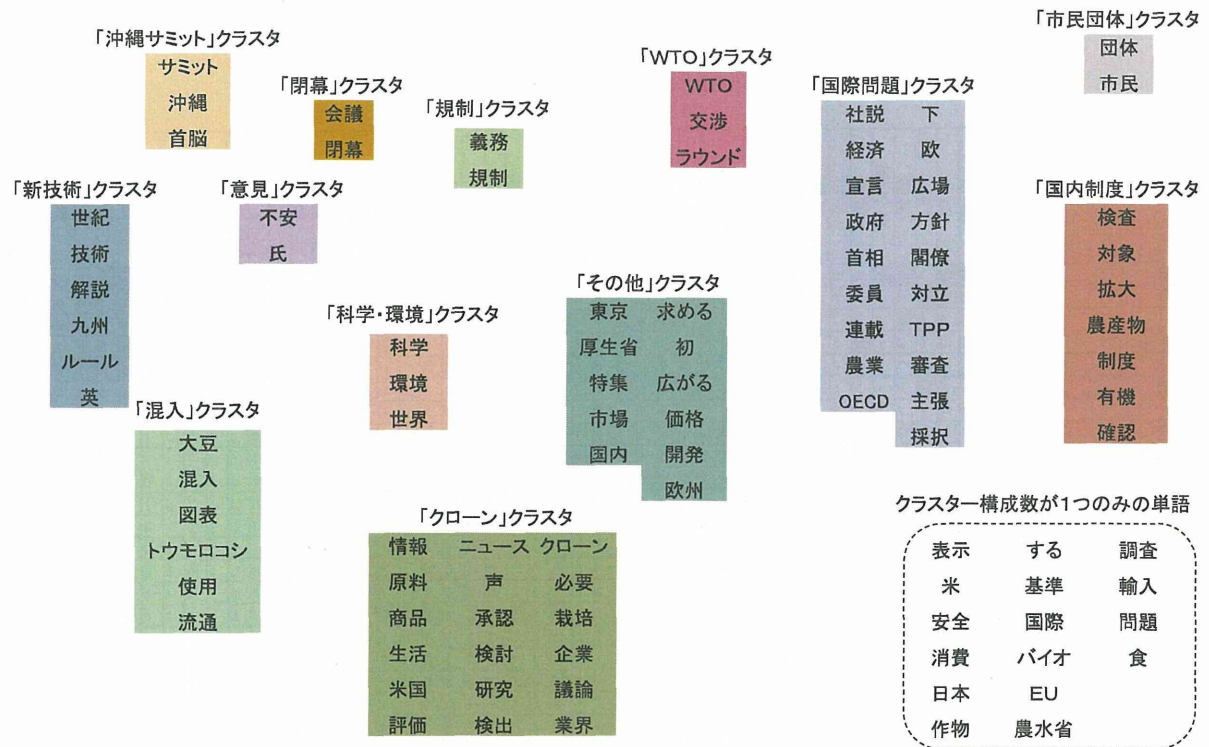 「沖縄サミット」クラスタ
サミット
沖縄
首脳
「閉幕」クラスタ
会議
閉幕
「規制」クラスタ
義務
規制
「WTO」クラスタ
WTO
交渉
ラウンド
「国際問題」クラスタ
社説 下
経済 欧
宣言 広場
政府 方針
首相 閣僚
委員 対立
連載 TPP
農業 審査
OECD 主張
採択
「市民団体」クラスタ
団体
市民
「新技術」クラスタ
世紀
技術
解説
九州
ルール
英
「意見」クラスタ
不安
氏
「国内制度」クラスタ
検査
対象
拡大
農産物
制度
有機
確認
「科学・環境」クラスタ
科学
環境
世界
「その他」クラスタ
東京 求める
厚生省 初
特集 広がる
市場 価格
国内 開発
欧州
「混入」クラスタ
大豆
混入
図表
トウモロコシ
使用
流通
「クローン」クラスタ
情報 ニュース クローン
原料 声 必要
商品 承認 栽培
生活 検討 企業
米国 研究 議論
評価 検出 業界
クラスター構成数が1つのみの単語
表示 する 調査
米 基準 輸入
安全 国際 問題
消費 バイオ 食
日本 EU
作物 農水省